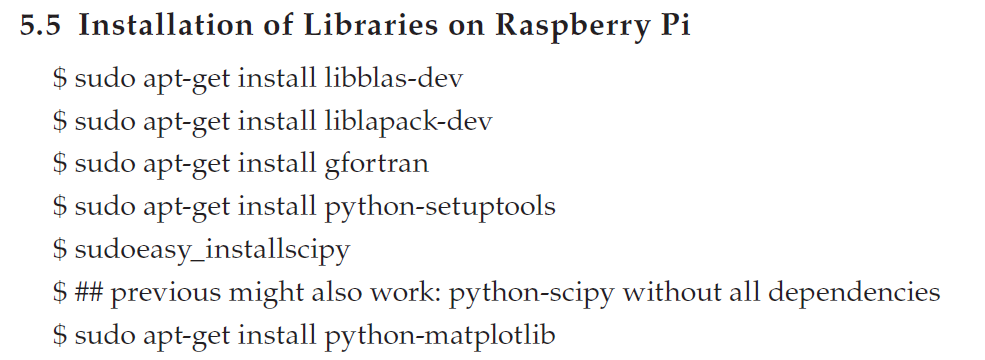 5.5 Installation of Libraries on Raspberry Pi
$ sudo apt-get install libblas-dev
$ sudo apt-get install liblapack-dev
$ sudo apt-get install gfortran
$ sudo apt-get install python-setuptools
$ sudoeasy_installscipy
$ ## previous might also work: python-scipy without all dependencies
$ sudo apt-get install python-matplotlib